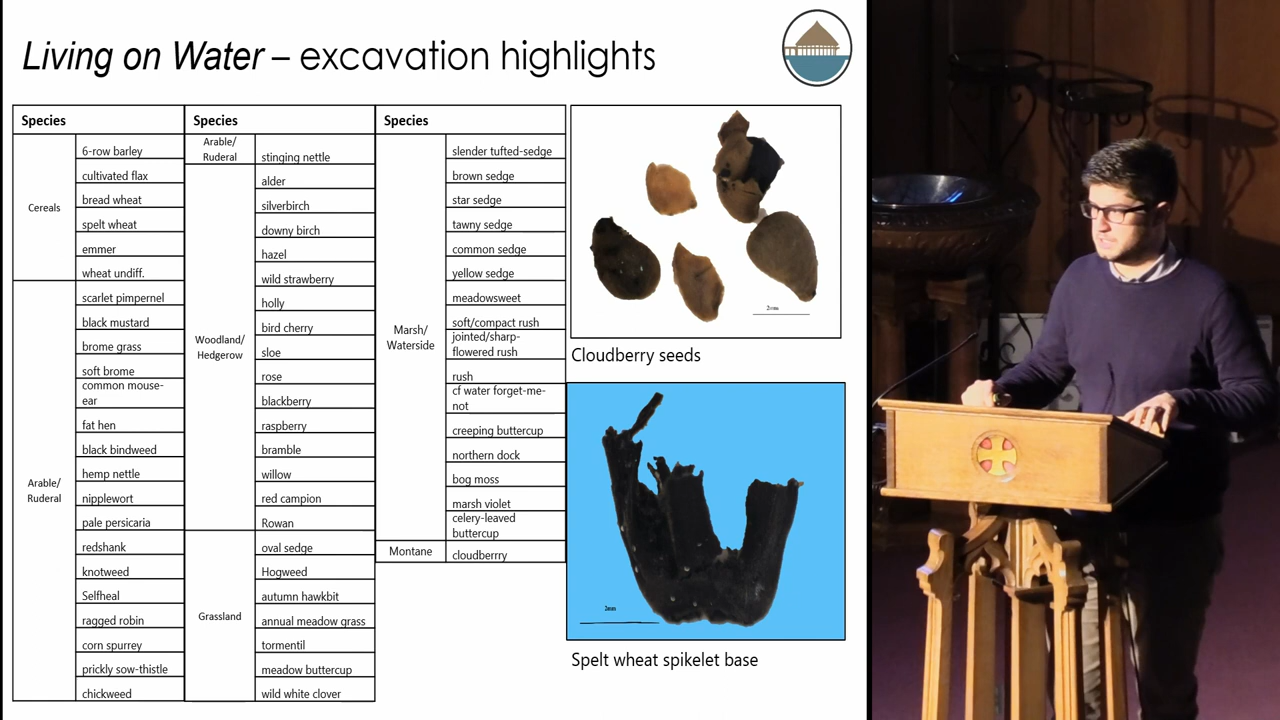 Living on Water – excavation highlights
Species
Cereals
6-row barley
cultivated flax
bread wheat
spelt wheat
emmer
wheat undiff.
Arable/
Ruderal
scarlet pimpernel
black mustard
brome grass
soft brome
common mouse-
ear
fat hen
black bindweed
hemp nettle
nipplewort
pale persicaria
redshank
knotweed
Selfheal
ragged robin
corn spurrey
prickly sow-thistle
chickweed
Species
Arable/
Ruderal
stinging nettle
Woodland/
Hedgerow
alder
silverbirch
downy birch
hazel
wild strawberry
holly
bird cherry
sloe
rose
blackberry
raspberry
bramble
willow
red campion
Rowan
Grassland
oval sedge
Hogweed
autumn hawkbit
annual meadow grass
tormentil
meadow buttercup
wild white clover
Species
Marsh/
Waterside
slender tufted-sedge
brown sedge
star sedge
tawny sedge
common sedge
yellow sedge
meadowsweet
soft/compact rush
jointed/sharp-
flowered rush
rush
cf water forget-me-
not
creeping buttercup
northern dock
bog moss
marsh violet
celery-leaved
buttercup
Montane
cloudberrry
2mm
Cloudberry seeds
2mm
Spelt wheat spikelet base